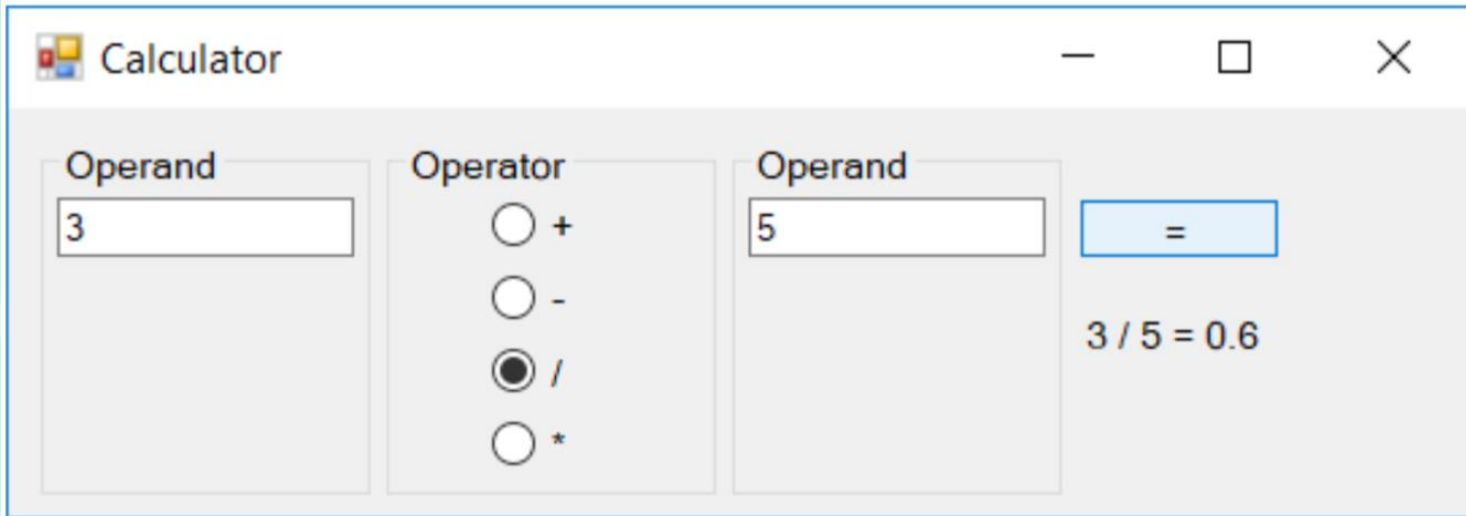 Calculator
Operand
3
Operator
+
-
/
*
Operand
5
=
3 / 5 = 0.6